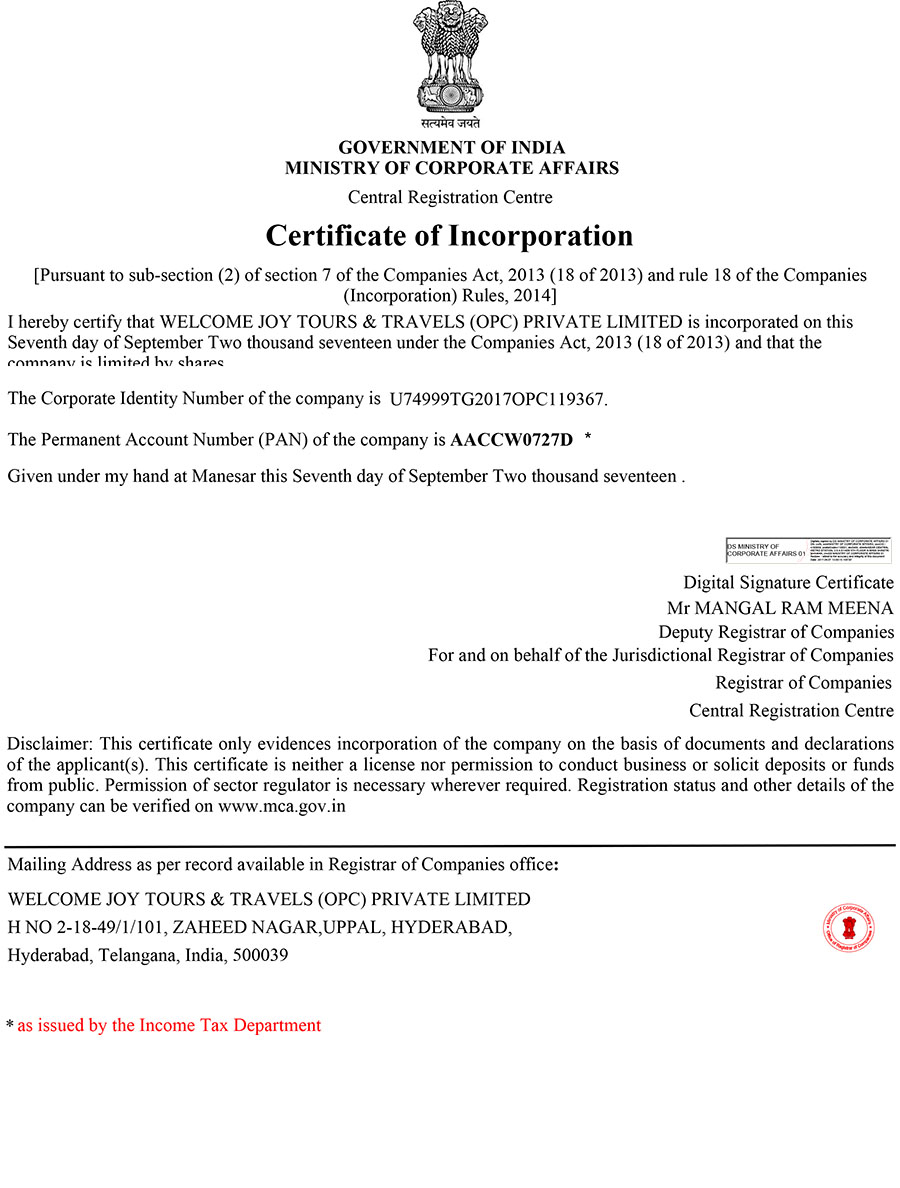 सत्यमेव जयते
GOVERNMENT OF INDIA
MINISTRY OF CORPORATE AFFAIRS
Central Registration Centre
Certificate of Incorporation
[Pursuant to sub-section (2) of section 7 of the Companies Act, 2013 (18 of 2013) and rule 18 of the Companies
(Incorporation) Rules, 2014]
I hereby certify that WELCOME JOY TOURS & TRAVELS (OPC) PRIVATE LIMITED is incorporated on this
Seventh day of September Two thousand seventeen under the Companies Act, 2013 (18 of 2013) and that the
company is limited by shares
The Corporate Identity Number of the company is U74999TG2017OPC119367.
The Permanent Account Number (PAN) of the company is AACCW0727D *
Given under my hand at Manesar this Seventh day of September Two thousand seventeen .
DS MINISTRY OF
CORPORATE AFFAIRS 01
Digital Signature Certificate
Mr MANGAL RAM MEENA
Deputy Registrar of Companies
For and on behalf of the Jurisdictional Registrar of Companies
Registrar of Companies
Central Registration Centre
Disclaimer: This certificate only evidences incorporation of the company on the basis of documents and declarations
of the applicant(s). This certificate is neither a license nor permission to conduct business or solicit deposits or funds
from public. Permission of sector regulator is necessary wherever required. Registration status and other details of the
company can be verified on www.mca.gov.in
Mailing Address as per record available in Registrar of Companies office:
WELCOME JOY TOURS & TRAVELS (OPC) PRIVATE LIMITED
H NO 2-18-49/1/101, ZAHEED NAGAR,UPPAL, HYDERABAD,
Hyderabad, Telangana, India, 500039
Ministry of Corporate Affairs
Office of Registrar of Companies
* as issued by the Income Tax Department